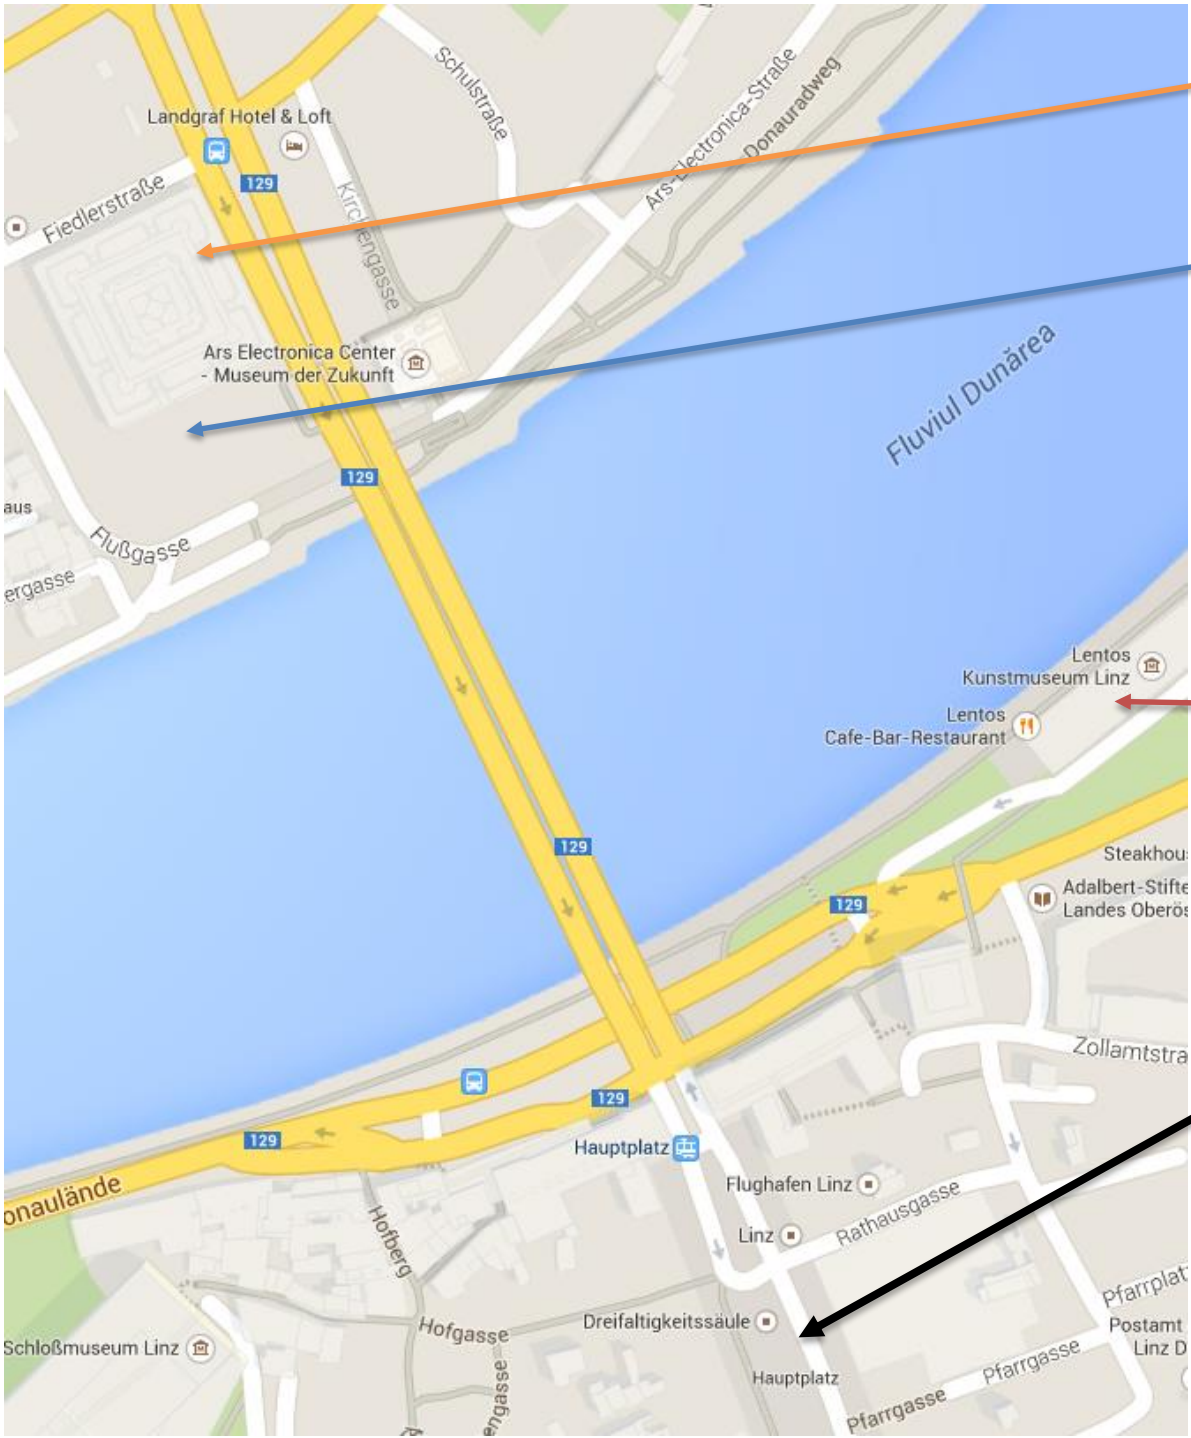 Schulstraße
Ars-Electronica-Straße
Donauradweg
Landgraf Hotel & Loft
129
Fiedlerstraße
Kirchengasse
Ars Electronica Center
- Museum der Zukunft
Fluviul Dunărea
129
aus
Flußgasse
ergasse
Lentos
Kunstmuseum Linz
Lentos
Cafe-Bar-Restaurant
129
Steakhou
Adalbert-Stifte
Landes Oberös
129
Zollamtstra
129
129
Hauptplatz
onaulände
Flughafen Linz
Rathausgasse
Linz
Hofberg
Pfarrplat
Dreifaltigkeitssäule
Hofgasse
Postamt
Linz D
Schloßmuseum Linz
Pfarrgasse
Hauptplatz
engasse
Pfarrgasse